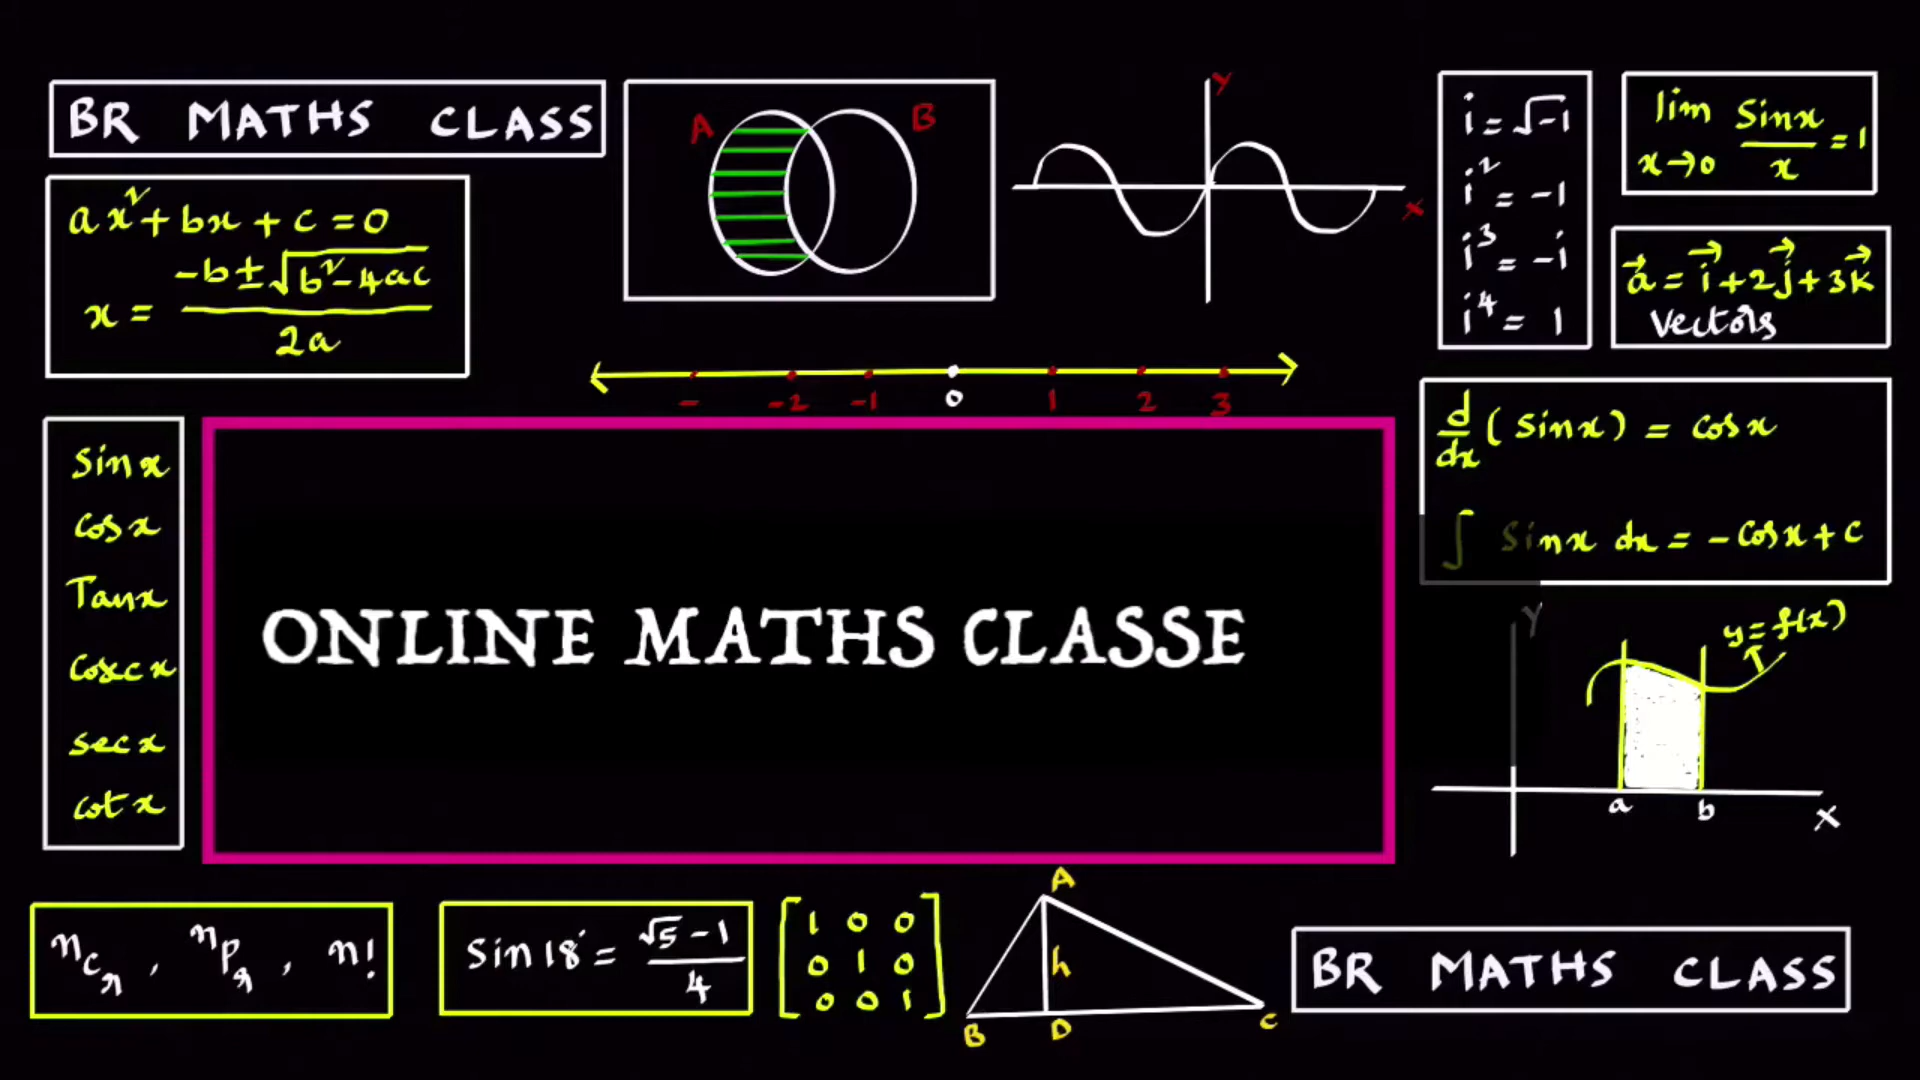 BR MATHS CLASS
ax²+bx+c=0
x = -b±√b²-4ac / 2a
A B
Y
X
i=√-1
i²=-1
i³=-i
i⁴=1
lim x→0 Sinx/x =1
a⃗=i⃗+2j⃗+3k⃗
Vectors
- -2 -1 0 1 2 3
Sinx
Cosx
Tanx
Cosecx
secx
cotx
ONLINE MATHS CLASSE
d/dx (Sinx) = Cosx
∫ Sinx dx = -Cosx+c
Y
y=f(x)
a b X
ⁿCᵣ, ⁿPᵣ, n!
Sin18°= √5-1 / 4
1 0 0
0 1 0
0 0 1
A
h
B D C
BR MATHS CLASS